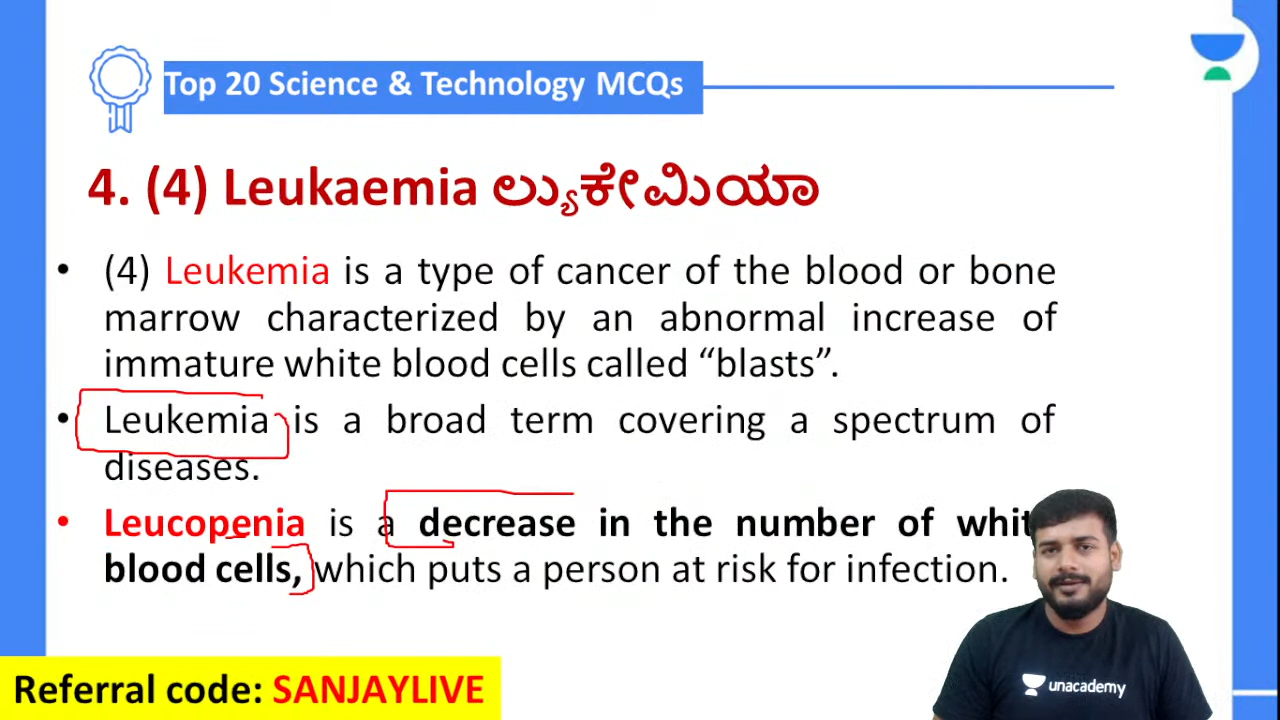 Top 20 Science & Technology MCQs
4. (4) Leukaemia ಲ್ಯುಕೇಮಿಯಾ
• (4) Leukemia is a type of cancer of the blood or bone
marrow characterized by an abnormal increase of
immature white blood cells called “blasts”.
• Leukemia is a broad term covering a spectrum of
diseases.
• Leucopenia is a decrease in the number of whit
blood cells, which puts a person at risk for infection.
unacademy
Referral code: SANJAYLIVE